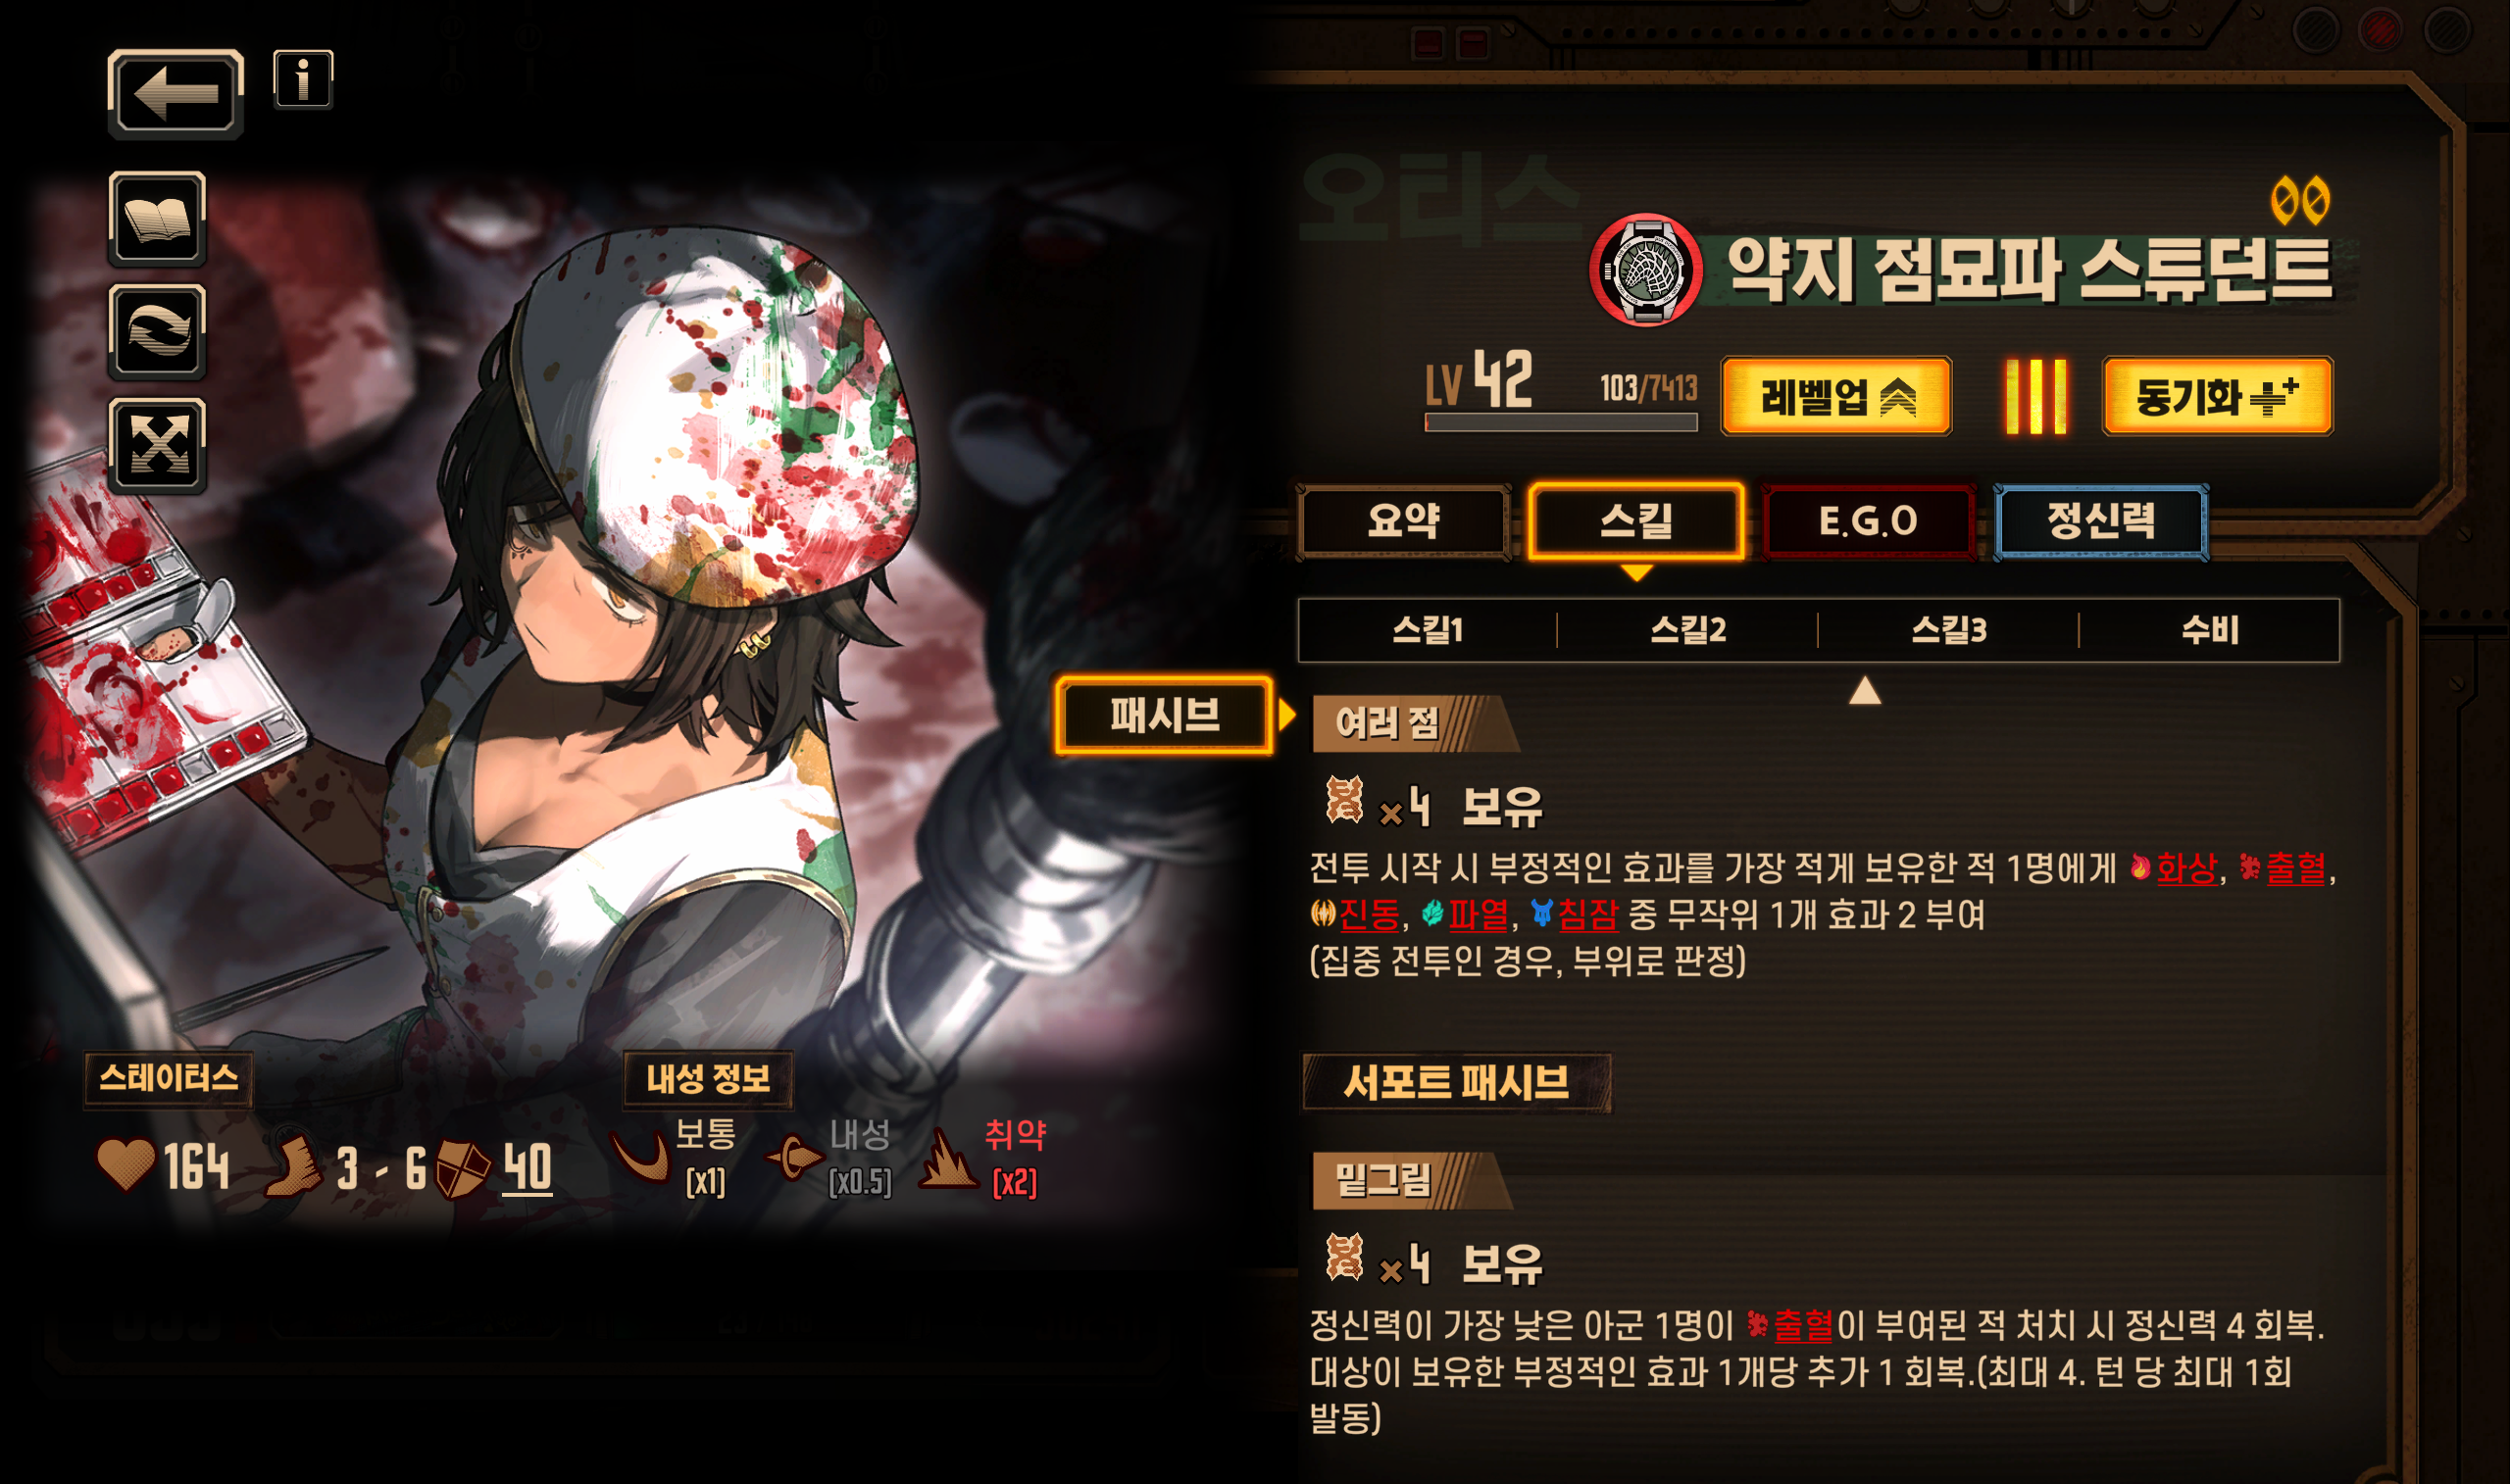 오티스
약지 점묘파 스튜던트
LV 42
103/7413
레벨업
동기화
요약
스킬
E.G.O
정신력
스킬1
스킬2
스킬3
수비
패시브
여러 점
×4 보유
전투 시작 시 부정적인 효과를 가장 적게 보유한 적 1명에게 화상, 출혈,
진동, 파열, 침잠 중 무작위 1개 효과 2 부여
(집중 전투인 경우, 부위로 판정)
서포트 패시브
밑그림
×4 보유
정신력이 가장 낮은 아군 1명이 출혈이 부여된 적 처치 시 정신력 4 회복.
대상이 보유한 부정적인 효과 1개당 추가 1 회복.(최대 4. 턴 당 최대 1회
발동)
스테이터스
164
3 - 6
40
내성 정보
보통
(x1)
내성
(x0.5)
취약
(x2)